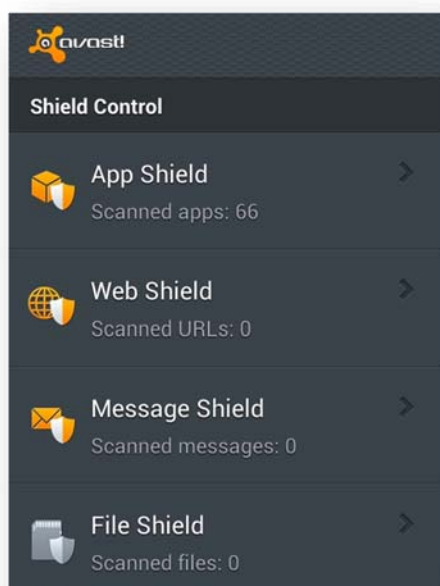 avast!
Shield Control
App Shield
Scanned apps: 66
Web Shield
Scanned URLs: 0
Message Shield
Scanned messages: 0
File Shield
Scanned files: 0